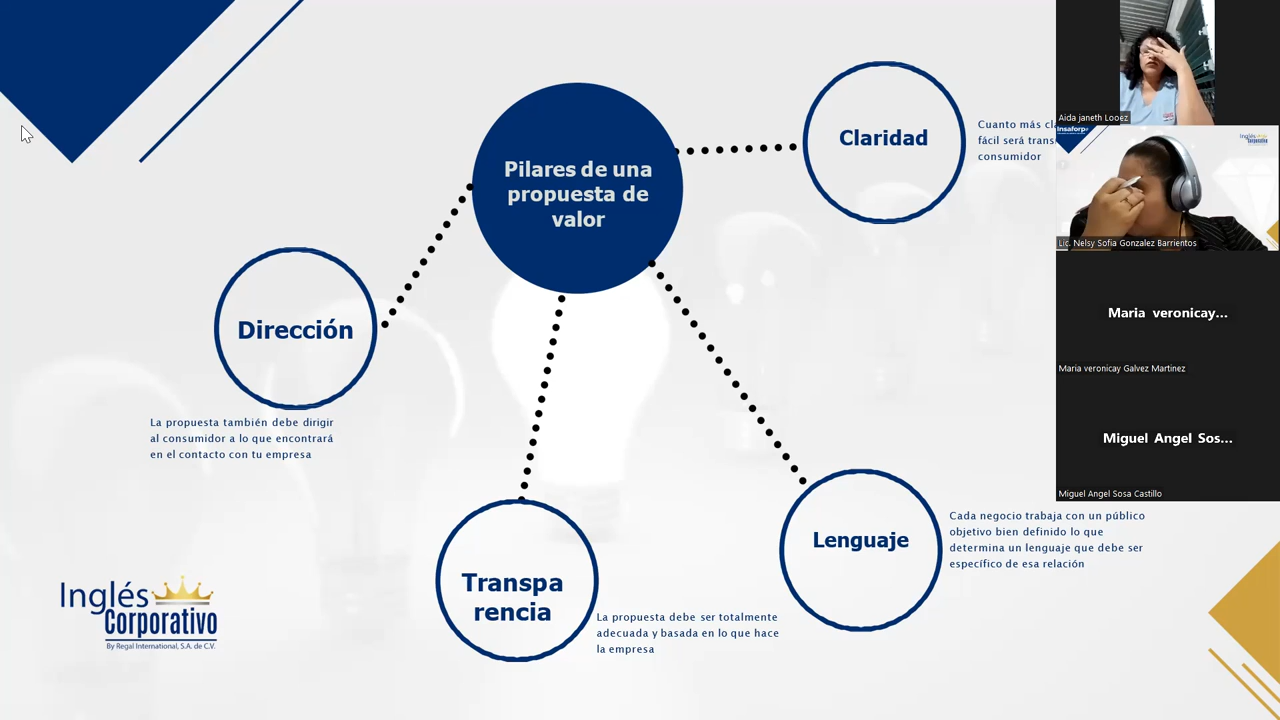 Pilares de una
propuesta de
valor
Claridad
Cuanto más
fácil será
consumidor
Dirección
La propuesta también debe dirigir
al consumidor a lo que encontrará
en el contacto con tu empresa
Transpa
rencia
La propuesta debe ser totalmente
adecuada y basada en lo que hace
la empresa
Lenguaje
Cada negocio trabaja con un público
objetivo bien definido lo que
determina un lenguaje que debe ser
específico de esa relación
Inglés
Corporativo
By Regal International, S.A. de C.V.
Aida janeth Looez
Insaforp
Inglés
Corporativo
Lic. Nelsy Sofia Gonzalez Barrientos
Maria veronicay...
Maria veronicay Galvez Martinez
Miguel Angel Sos...
Miguel Angel Sosa Castillo